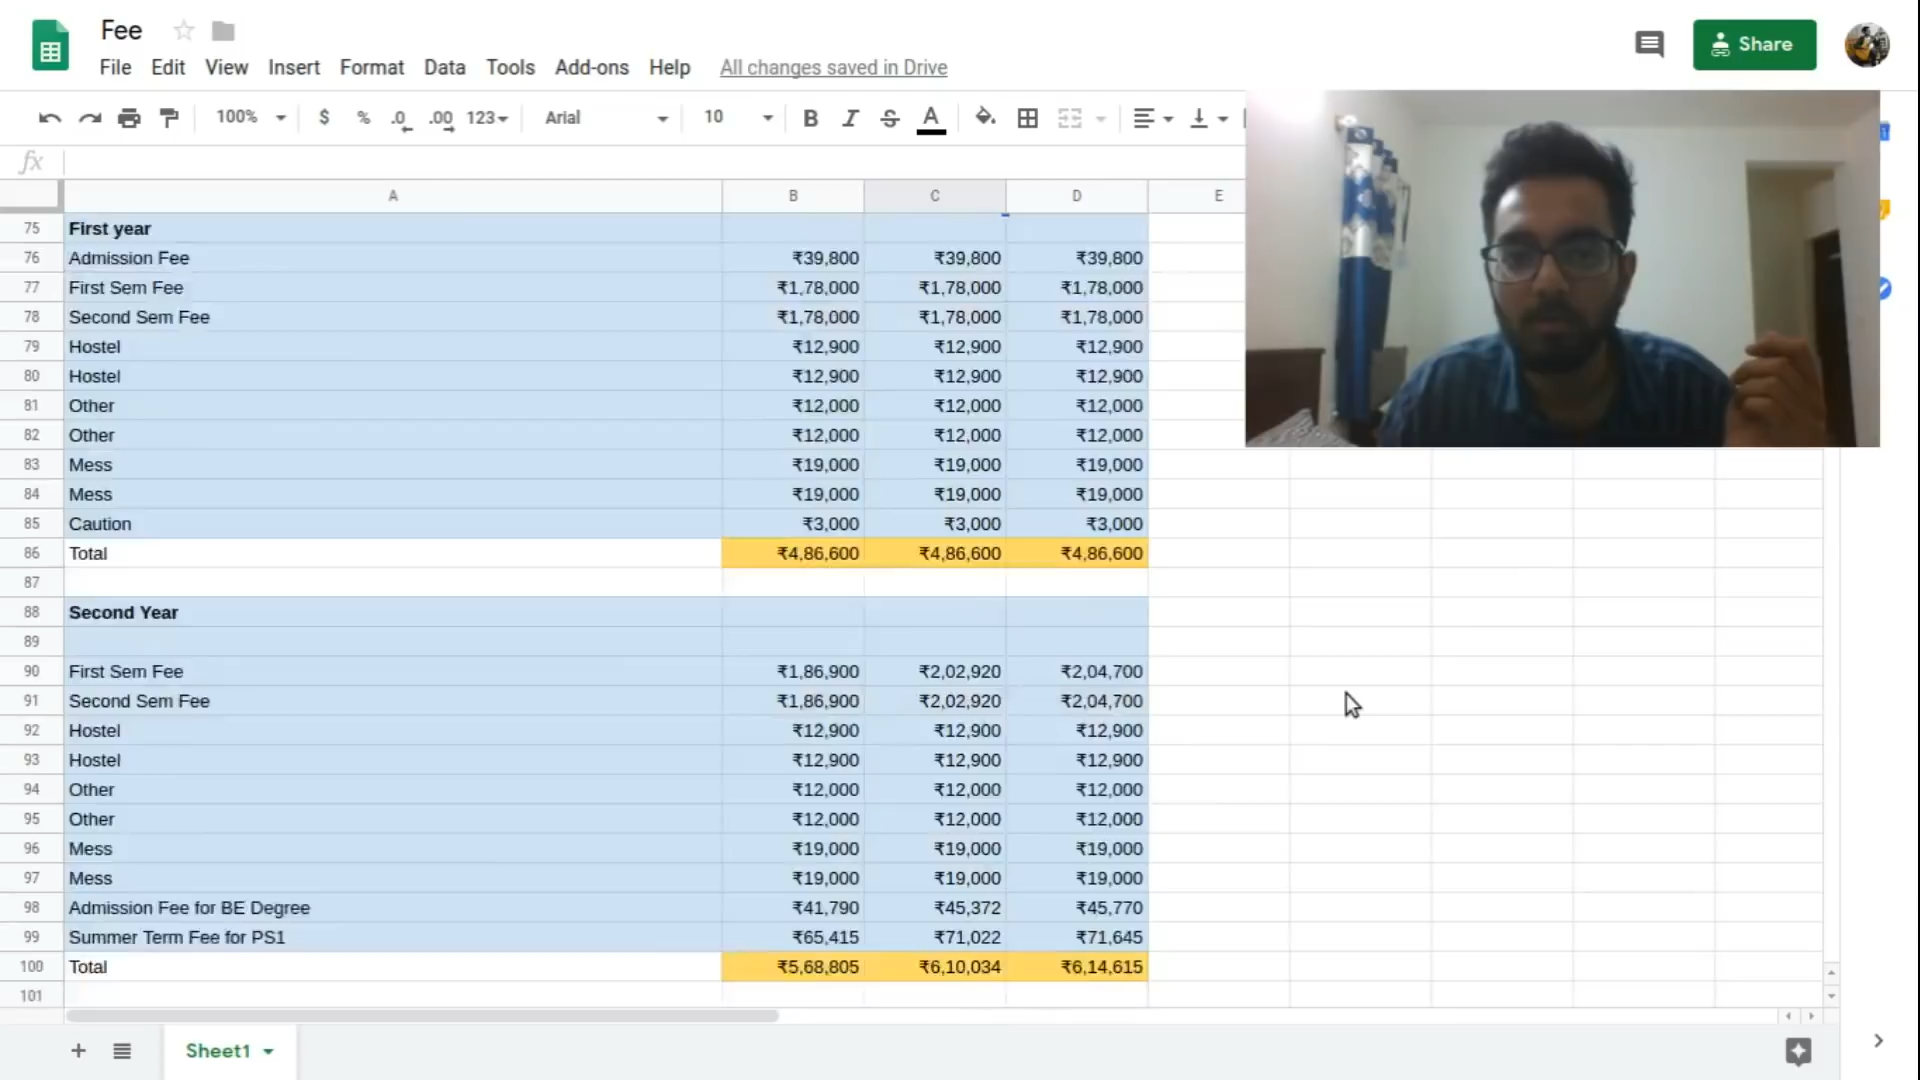 Fee
Share
File Edit View Insert Format Data Tools Add-ons Help All changes saved in Drive
100% $ % .0 .00 123 Arial 10 B I S A
fx
A B C D E
75 First year
76 Admission Fee ₹39,800 ₹39,800 ₹39,800
77 First Sem Fee ₹1,78,000 ₹1,78,000 ₹1,78,000
78 Second Sem Fee ₹1,78,000 ₹1,78,000 ₹1,78,000
79 Hostel ₹12,900 ₹12,900 ₹12,900
80 Hostel ₹12,900 ₹12,900 ₹12,900
81 Other ₹12,000 ₹12,000 ₹12,000
82 Other ₹12,000 ₹12,000 ₹12,000
83 Mess ₹19,000 ₹19,000 ₹19,000
84 Mess ₹19,000 ₹19,000 ₹19,000
85 Caution ₹3,000 ₹3,000 ₹3,000
86 Total ₹4,86,600 ₹4,86,600 ₹4,86,600
87
88 Second Year
89
90 First Sem Fee ₹1,86,900 ₹2,02,920 ₹2,04,700
91 Second Sem Fee ₹1,86,900 ₹2,02,920 ₹2,04,700
92 Hostel ₹12,900 ₹12,900 ₹12,900
93 Hostel ₹12,900 ₹12,900 ₹12,900
94 Other ₹12,000 ₹12,000 ₹12,000
95 Other ₹12,000 ₹12,000 ₹12,000
96 Mess ₹19,000 ₹19,000 ₹19,000
97 Mess ₹19,000 ₹19,000 ₹19,000
98 Admission Fee for BE Degree ₹41,790 ₹45,372 ₹45,770
99 Summer Term Fee for PS1 ₹65,415 ₹71,022 ₹71,645
100 Total ₹5,68,805 ₹6,10,034 ₹6,14,615
101
Sheet1